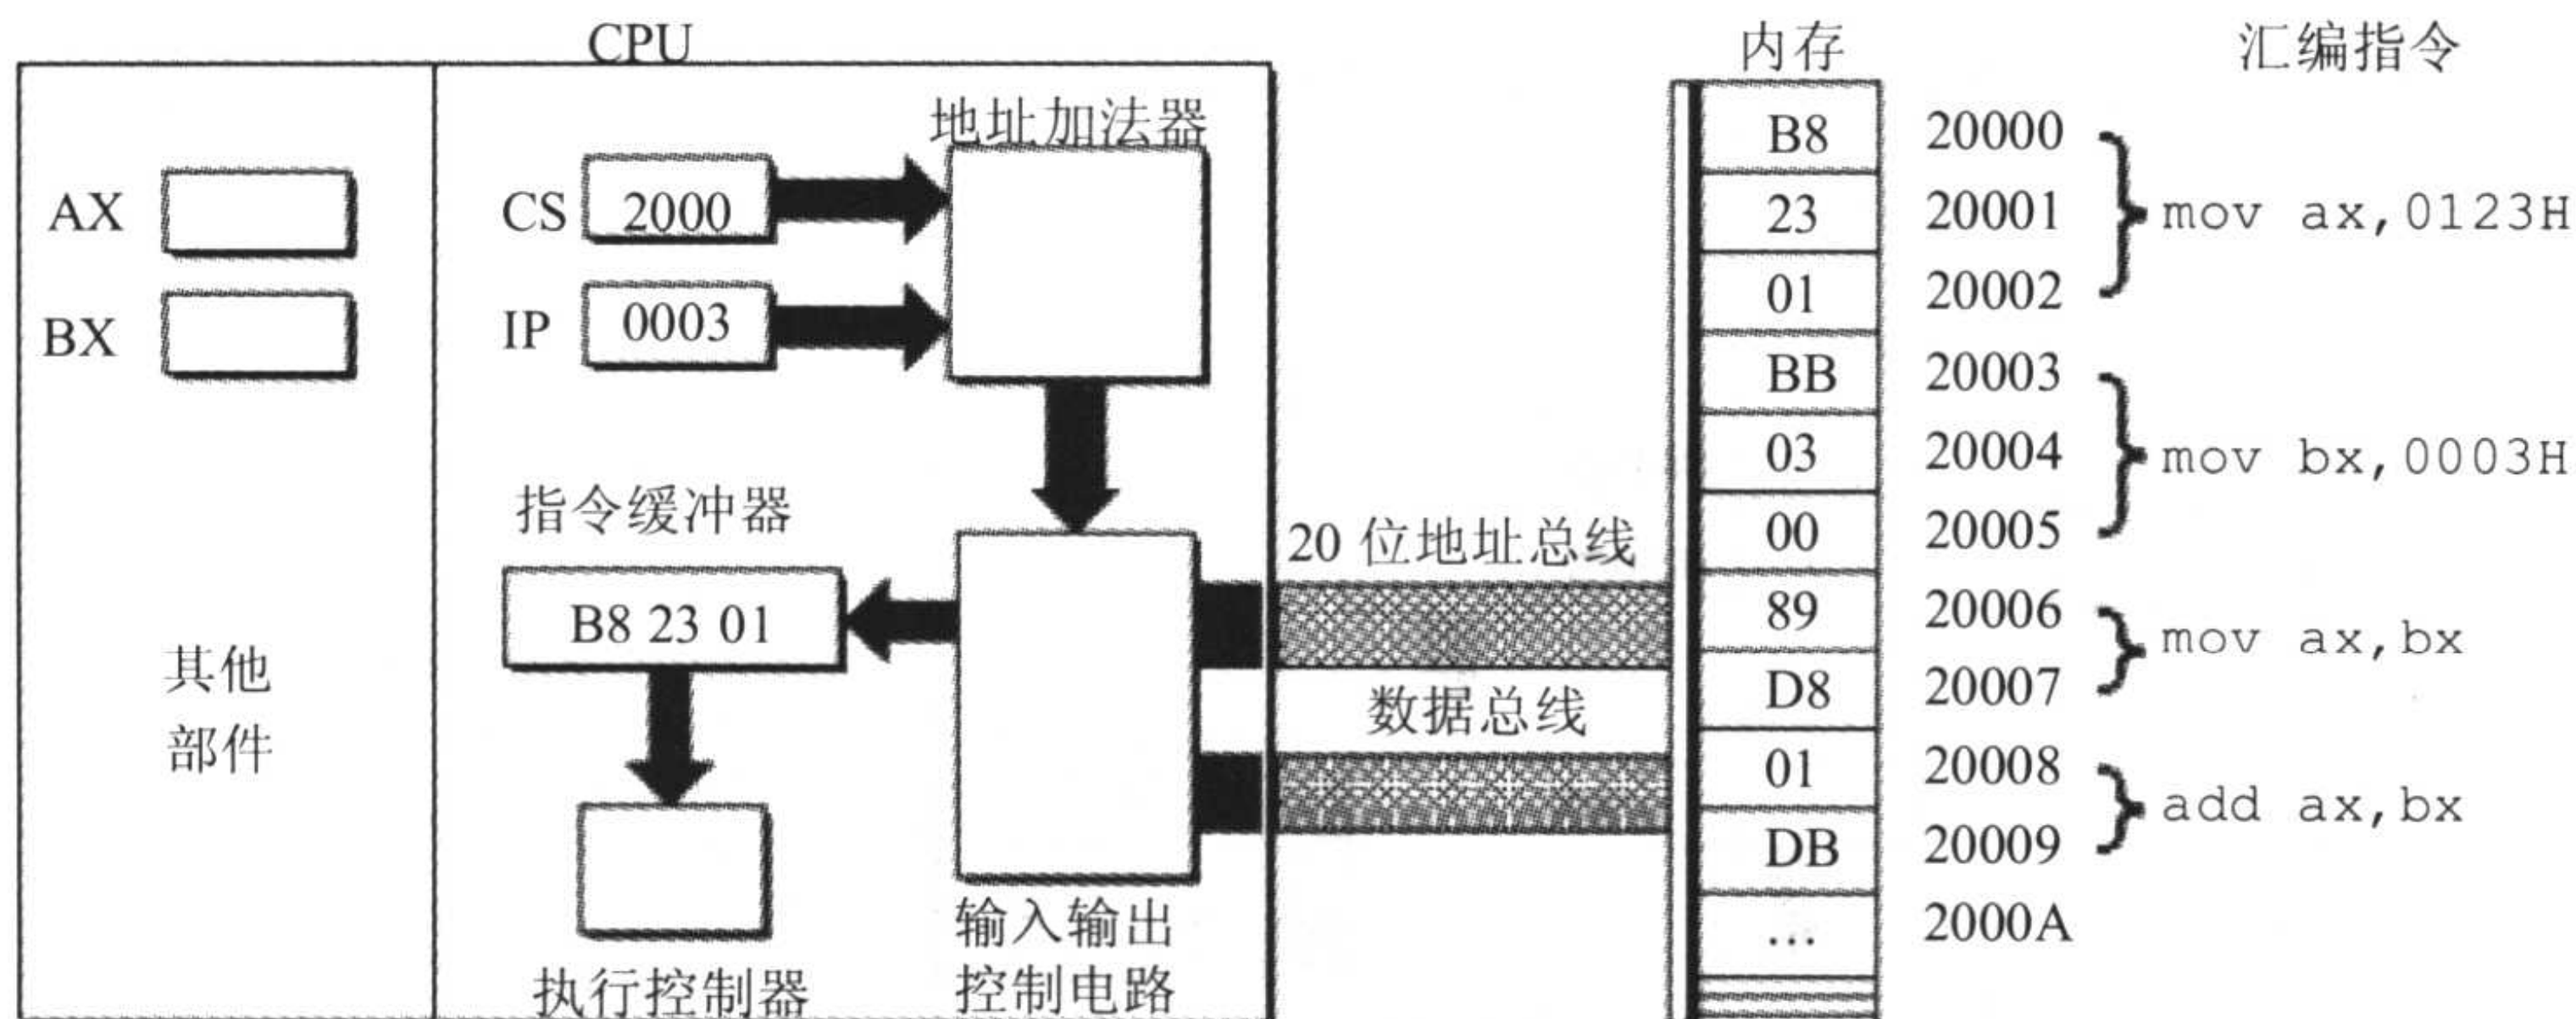 CPU
内存
汇编指令
地址加法器
AX
BX
CS
2000
IP
0003
指令缓冲器
B8 23 01
其他
部件
执行控制器
输入输出
控制电路
20 位地址总线
数据总线
B8 20000
23 20001 mov ax,0123H
01 20002
BB 20003
03 20004 mov bx,0003H
00 20005
89 20006
mov ax,bx
D8 20007
01 20008
add ax,bx
DB 20009
… 2000A